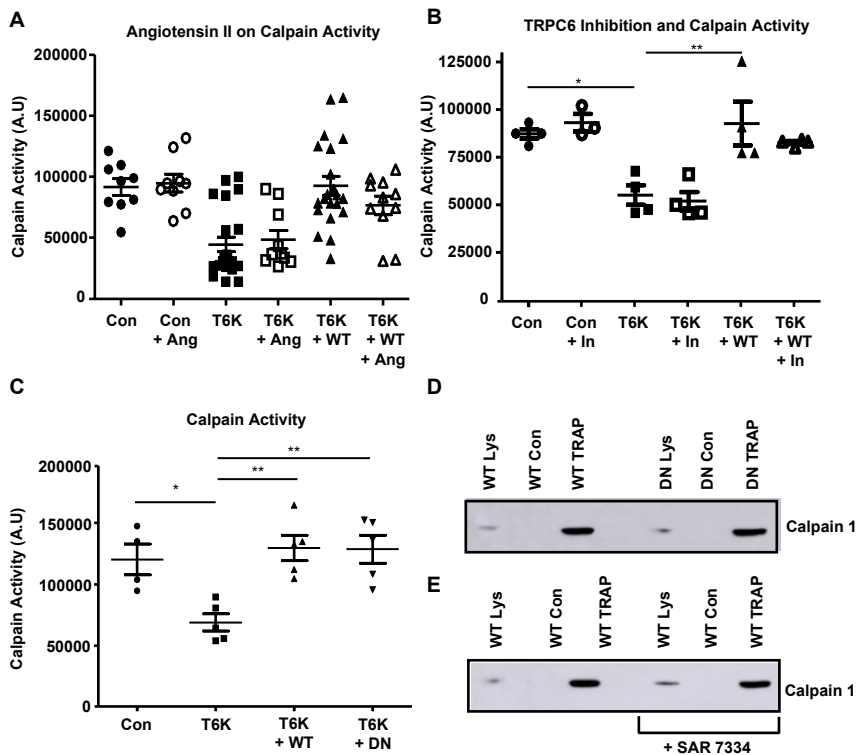 A
Angiotensin II on Calpain Activity
Calpain Activity (A.U)
200000
150000
100000
50000
0
Con
Con
+ Ang
T6K
T6K
+ Ang
T6K
+ WT
T6K
+ WT
+ Ang
B
TRPC6 Inhibition and Calpain Activity
Calpain Activity (A.U)
125000
100000
75000
50000
25000
0
*
**
Con
Con
+ In
T6K
T6K
+ In
T6K
+ WT
T6K
+ WT
+ In
C
Calpain Activity
Calpain Activity (A.U)
200000
150000
100000
50000
0
*
**
**
Con
T6K
T6K
+ WT
T6K
+ DN
D
WT Lys
WT Con
WT TRAP
DN Lys
DN Con
DN TRAP
Calpain 1
E
WT Lys
WT Con
WT TRAP
WT Lys
WT Con
WT TRAP
Calpain 1
+ SAR 7334